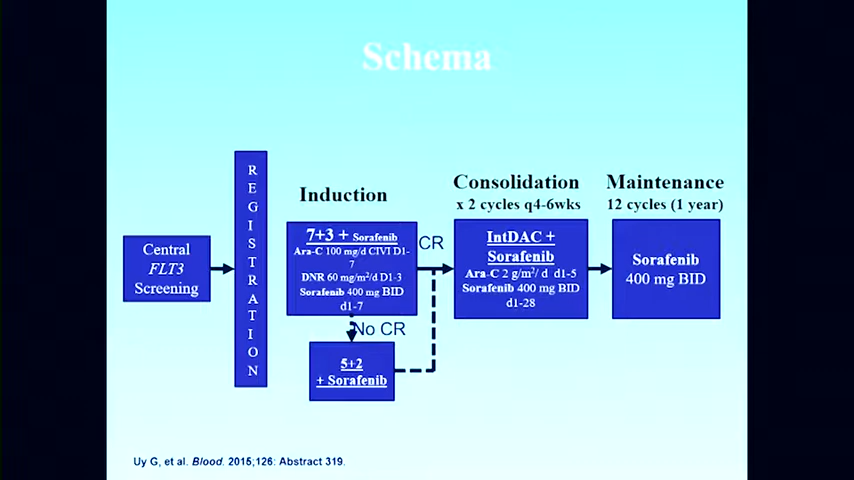 Schema
Central
FLT3
Screening
REGISTRATION
Induction
7+3 + Sorafenib
Ara-C 100 mg/d CIVI D1-
7
DNR 60 mg/m²/d D1-3
Sorafenib 400 mg BID
d1-7
CR
No CR
5+2
+ Sorafenib
Consolidation
x 2 cycles q4-6wks
IntDAC +
Sorafenib
Ara-C 2 g/m²/ d d1-5
Sorafenib 400 mg BID
d1-28
Maintenance
12 cycles (1 year)
Sorafenib
400 mg BID
Uy G, et al. Blood. 2015;126: Abstract 319.